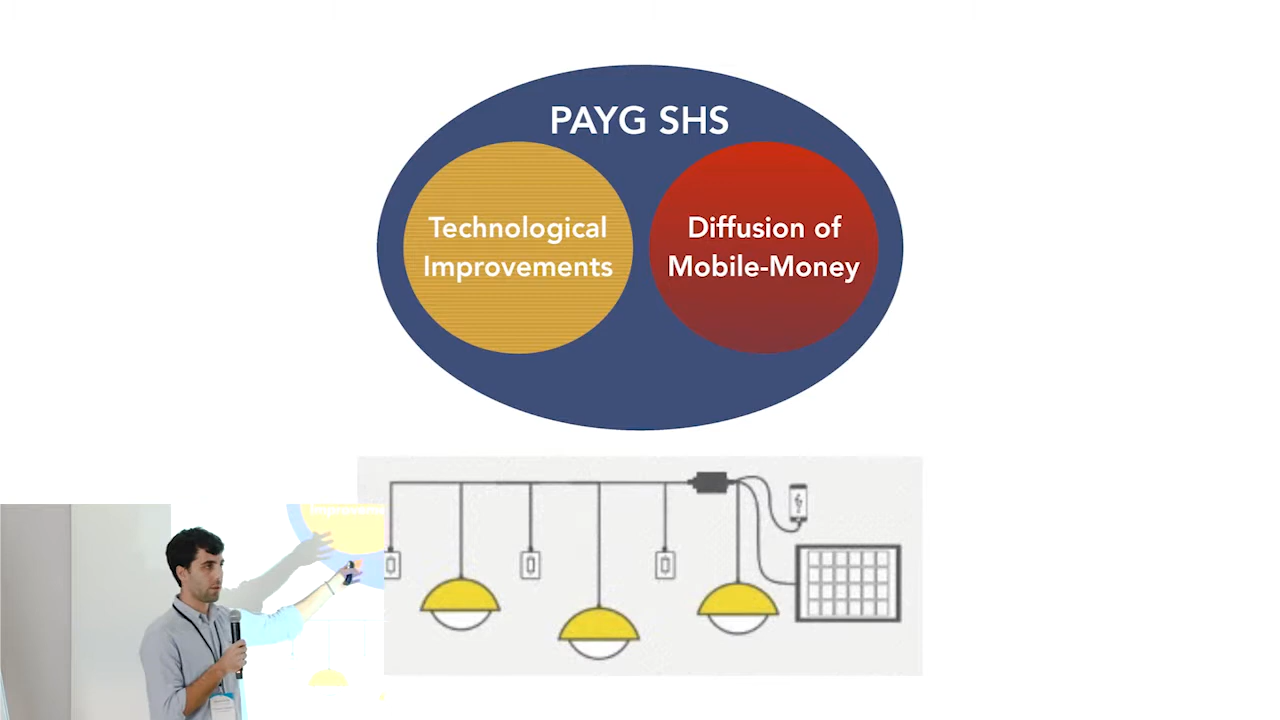 PAYG SHS
Technological
Improvements
Diffusion of
Mobile-Money